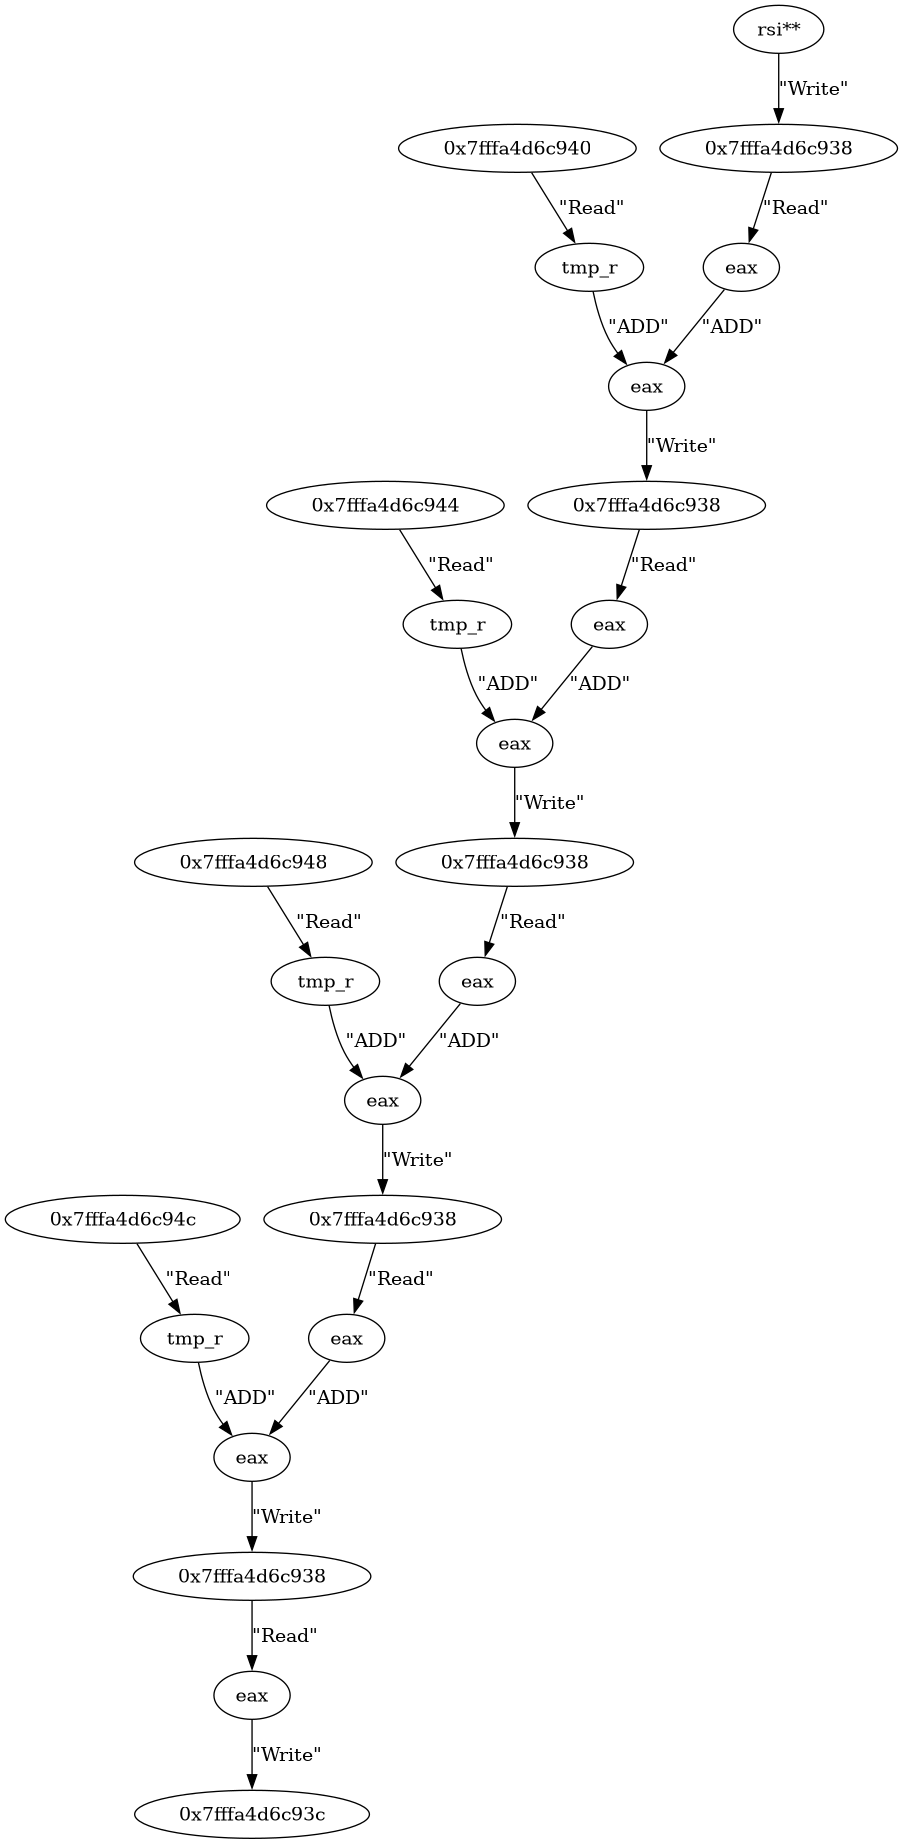 rsi**
"Write"
0x7fffa4d6c940
0x7fffa4d6c938
"Read"
"Read"
tmp_r
eax
"ADD"
"ADD"
eax
"Write"
0x7fffa4d6c944
0x7fffa4d6c938
"Read"
"Read"
tmp_r
eax
"ADD"
"ADD"
eax
"Write"
0x7fffa4d6c948
0x7fffa4d6c938
"Read"
"Read"
tmp_r
eax
"ADD"
"ADD"
eax
"Write"
0x7fffa4d6c94c
0x7fffa4d6c938
"Read"
"Read"
tmp_r
eax
"ADD"
"ADD"
eax
"Write"
0x7fffa4d6c938
"Read"
eax
"Write"
0x7fffa4d6c93c